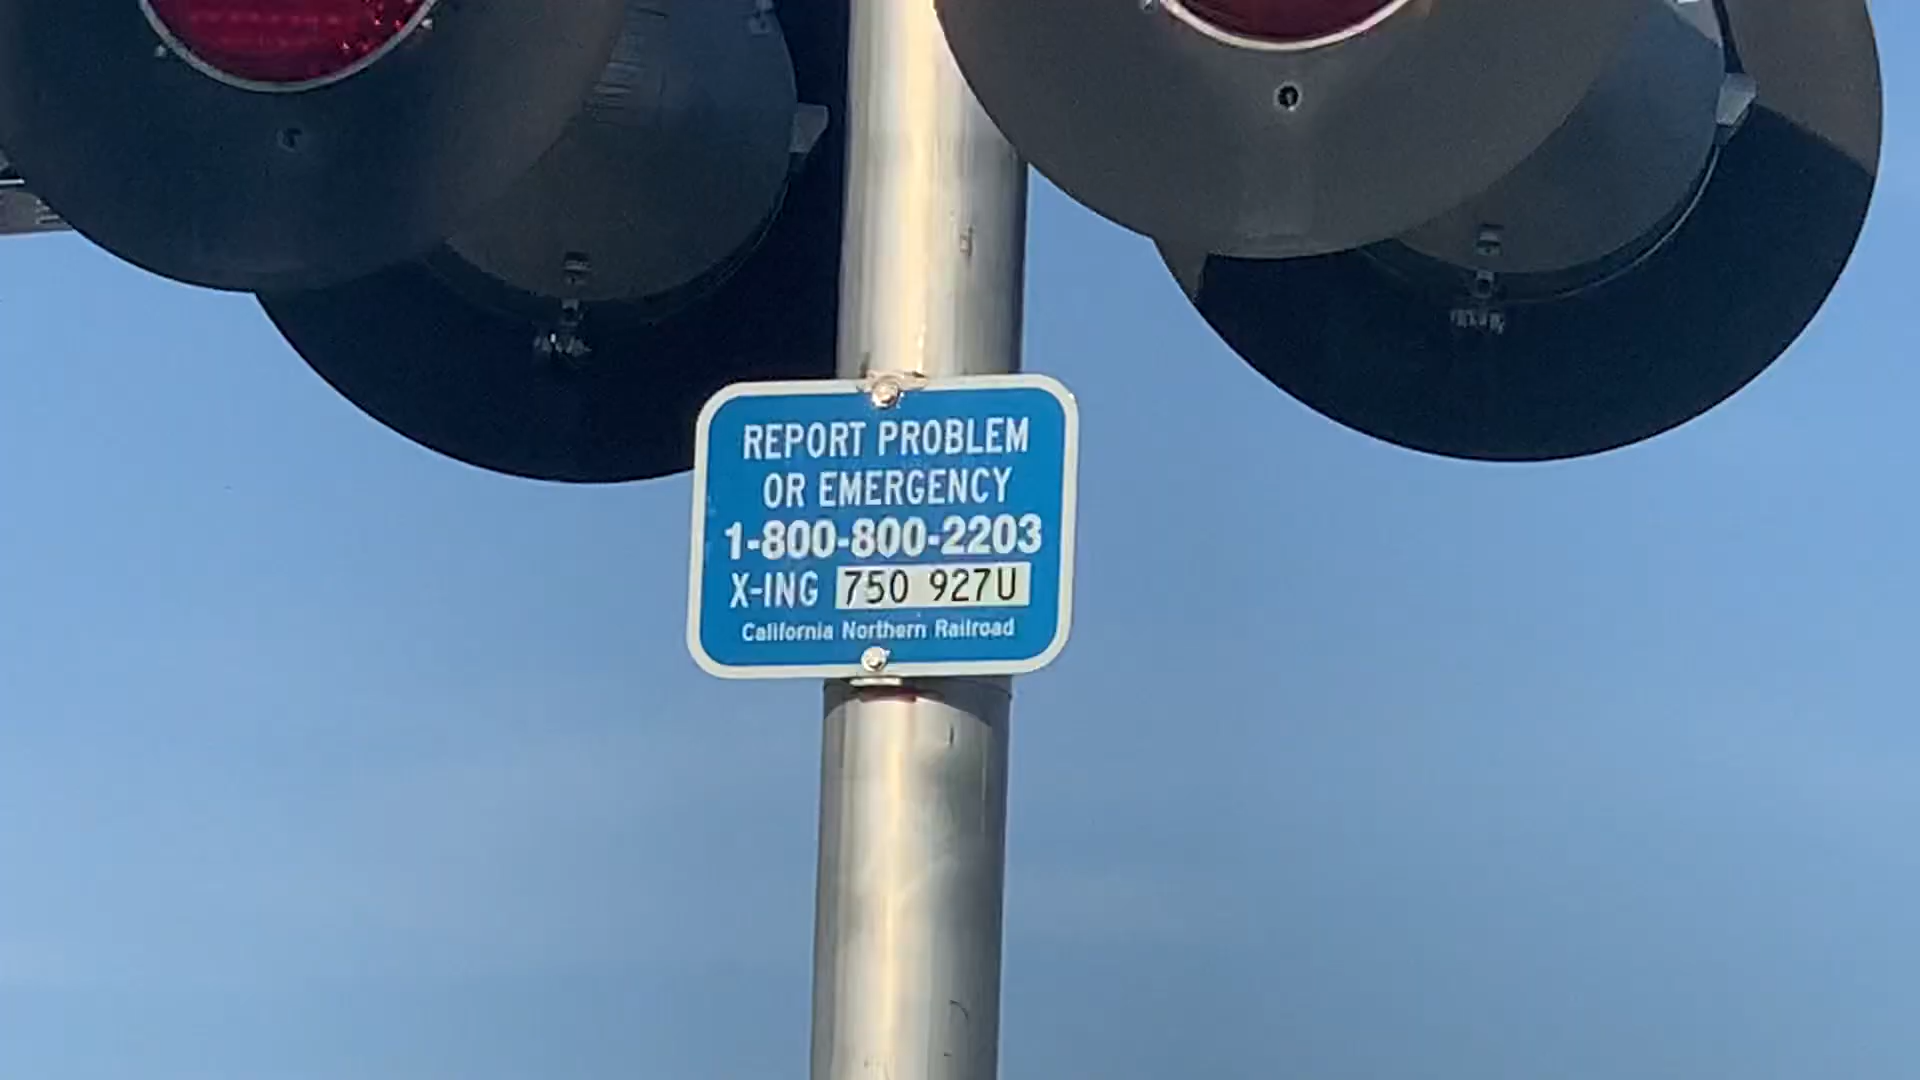 REPORT PROBLEM
OR EMERGENCY
1-800-800-2203
X-ING 750 927U
California Northern Railroad